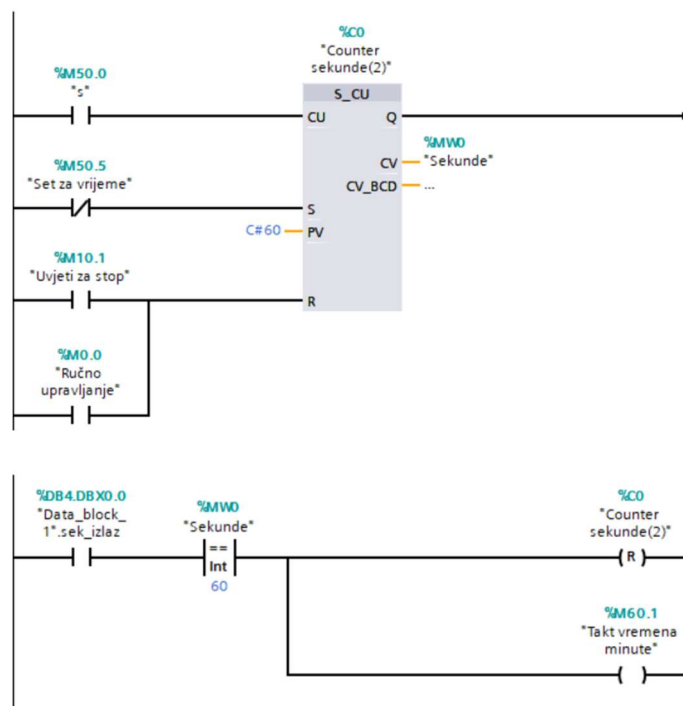 %C0
"Counter
sekunde(2)"
%M50.0
"s"
S_CU
CU
Q
%MW0
CV
"Sekunde"
%M50.5
"Set za vrijeme"
CV_BCD
...
S
C#60
PV
%M10.1
"Uvjeti za stop"
R
%M0.0
"Ručno
upravljanje"
%DB4.DBX0.0
"Data_block_
1".sek_izlaz
%MW0
"Sekunde"
==
Int
60
%C0
"Counter
sekunde(2)"
R
%M60.1
"Takt vremena
minute"